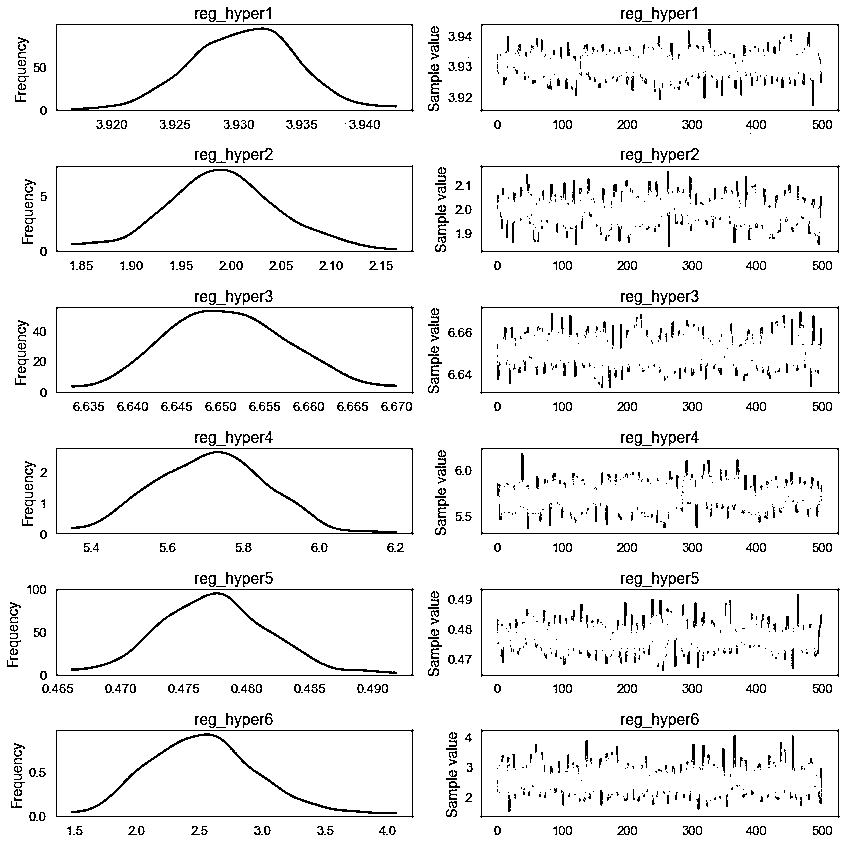 reg_hyper1
Frequency
50
0
3.920 3.925 3.930 3.935 3.940
reg_hyper1
Sample value
3.94
3.93
3.92
0 100 200 300 400 500
reg_hyper2
Frequency
5
0
1.85 1.90 1.95 2.00 2.05 2.10 2.15
reg_hyper2
Sample value
2.1
2.0
1.9
0 100 200 300 400 500
reg_hyper3
Frequency
40
20
0
6.635 6.640 6.645 6.650 6.655 6.660 6.665 6.670
reg_hyper3
Sample value
6.66
6.64
0 100 200 300 400 500
reg_hyper4
Frequency
2
1
0
5.4 5.6 5.8 6.0 6.2
reg_hyper4
Sample value
6.0
5.5
0 100 200 300 400 500
reg_hyper5
Frequency
100
50
0
0.465 0.470 0.475 0.480 0.485 0.490
reg_hyper5
Sample value
0.49
0.48
0.47
0 100 200 300 400 500
reg_hyper6
Frequency
0.5
0.0
1.5 2.0 2.5 3.0 3.5 4.0
reg_hyper6
Sample value
4
3
2
0 100 200 300 400 500